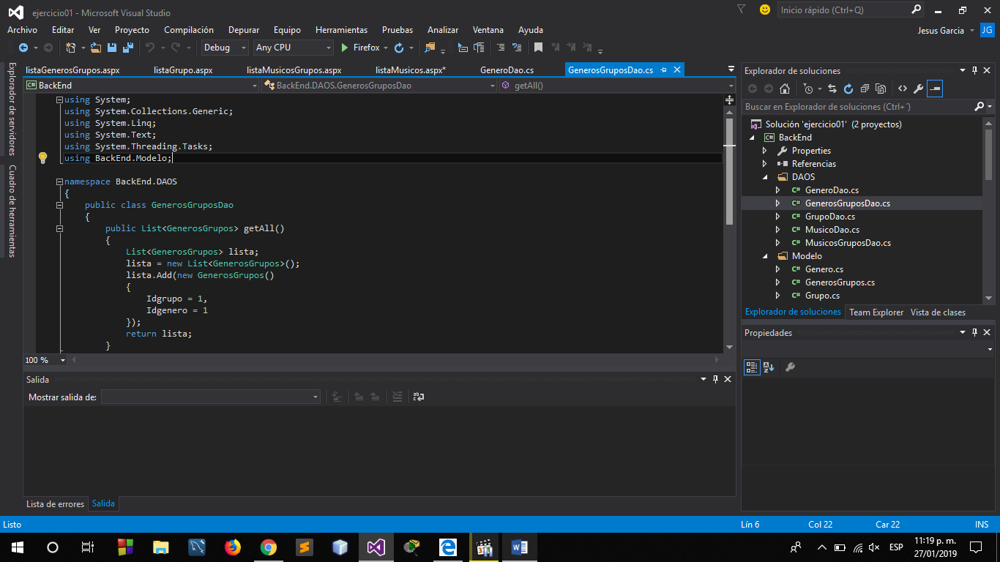 ejercicio01 - Microsoft Visual Studio
Inicio rápido (Ctrl+Q)
Archivo Editar Ver Proyecto Compilación Depurar Equipo Herramientas Pruebas Analizar Ventana Ayuda
Jesus Garcia JG
Debug Any CPU Firefox
Explorador de servidores
Cuadro de herramientas
listaGenerosGrupos.aspx listaGrupo.aspx listaMusicosGrupos.aspx listaMusicos.aspx* GeneroDao.cs GenerosGruposDao.cs
BackEnd BackEnd.DAOS.GenerosGruposDao getAll()
using System;
using System.Collections.Generic;
using System.Linq;
using System.Text;
using System.Threading.Tasks;
using BackEnd.Modelo;
namespace BackEnd.DAOS
{
public class GenerosGruposDao
{
public List<GenerosGrupos> getAll()
{
List<GenerosGrupos> lista;
lista = new List<GenerosGrupos>();
lista.Add(new GenerosGrupos()
{
Idgrupo = 1,
Idgenero = 1
});
return lista;
}
100 %
Salida
Mostrar salida de:
Lista de errores Salida
Explorador de soluciones
Buscar en Explorador de soluciones (Ctrl+´)
Solución 'ejercicio01' (2 proyectos)
C# BackEnd
Properties
Referencias
DAOS
C# GeneroDao.cs
C# GenerosGruposDao.cs
C# GrupoDao.cs
C# MusicoDao.cs
C# MusicosGruposDao.cs
Modelo
C# Genero.cs
C# GenerosGrupos.cs
C# Grupo.cs
Explorador de soluciones Team Explorer Vista de clases
Propiedades
Listo Lín 6 Col 22 Car 22 INS
ESP
11:19 p. m.
27/01/2019